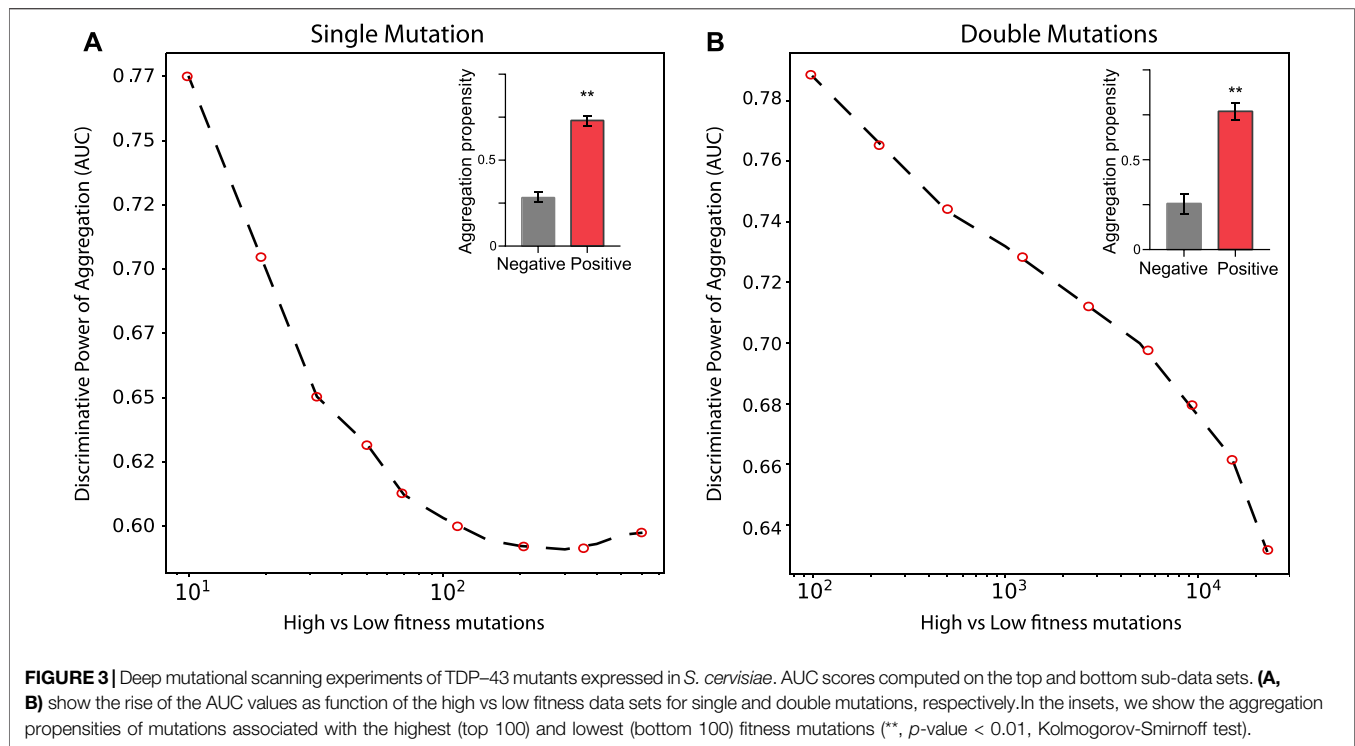 A
Single Mutation
Discriminative Power of Aggregation (AUC)
0.77
0.75
0.72
0.70
0.67
0.65
0.62
0.60
10¹
10²
High vs Low fitness mutations
Aggregation propensity
0.5
0
**
Negative Positive
B
Double Mutations
Discriminative Power of Aggregation (AUC)
0.78
0.76
0.74
0.72
0.70
0.68
0.66
0.64
10²
10³
10⁴
High vs Low fitness mutations
Aggregation propensity
0.5
0
**
Negative Positive
FIGURE 3 | Deep mutational scanning experiments of TDP–43 mutants expressed in S. cervisiae. AUC scores computed on the top and bottom sub-data sets. (A,
B) show the rise of the AUC values as function of the high vs low fitness data sets for single and double mutations, respectively.In the insets, we show the aggregation
propensities of mutations associated with the highest (top 100) and lowest (bottom 100) fitness mutations (**, p-value < 0.01, Kolmogorov-Smirnoff test).